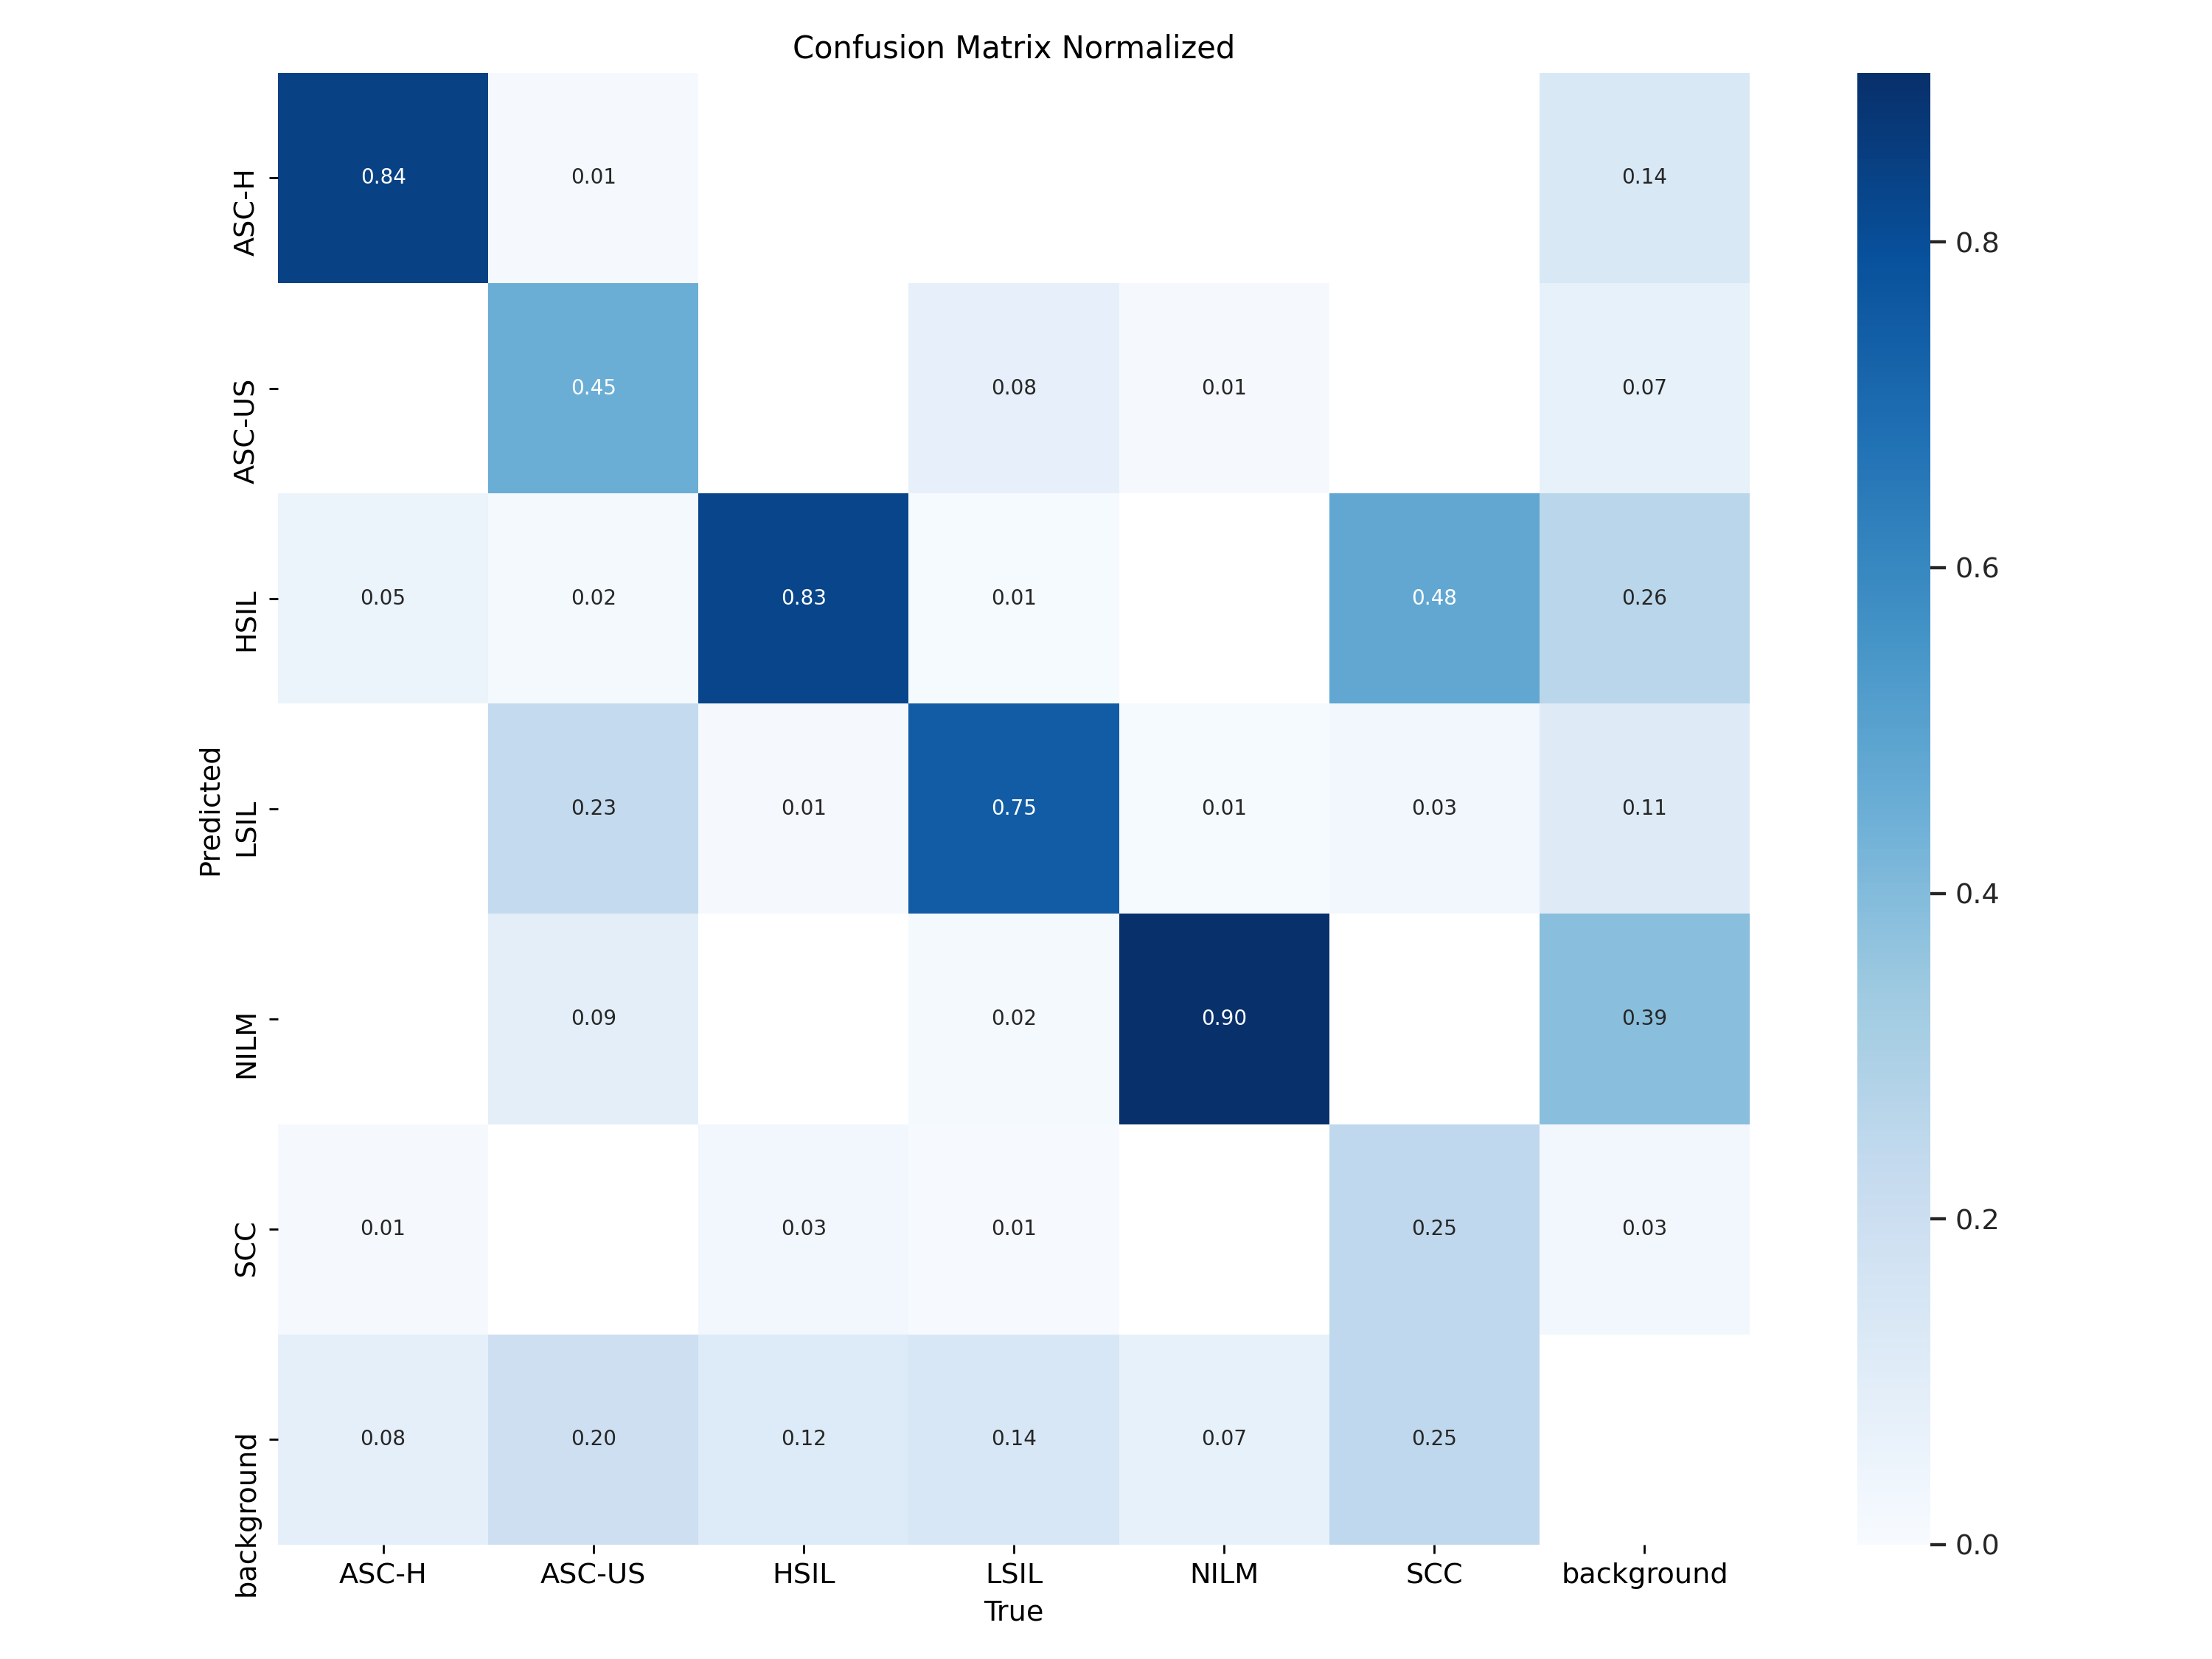 Confusion Matrix Normalized
ASC-H
0.84
0.01
0.14
0.8
ASC-US
0.45
0.08
0.01
0.07
HSIL
0.05
0.02
0.83
0.01
0.48
0.26
0.6
Predicted
LSIL
0.23
0.01
0.75
0.01
0.03
0.11
0.4
NILM
0.09
0.02
0.90
0.39
SCC
0.01
0.03
0.01
0.25
0.03
0.2
background
0.08
0.20
0.12
0.14
0.07
0.25
0.0
ASC-H
ASC-US
HSIL
LSIL
NILM
SCC
background
True